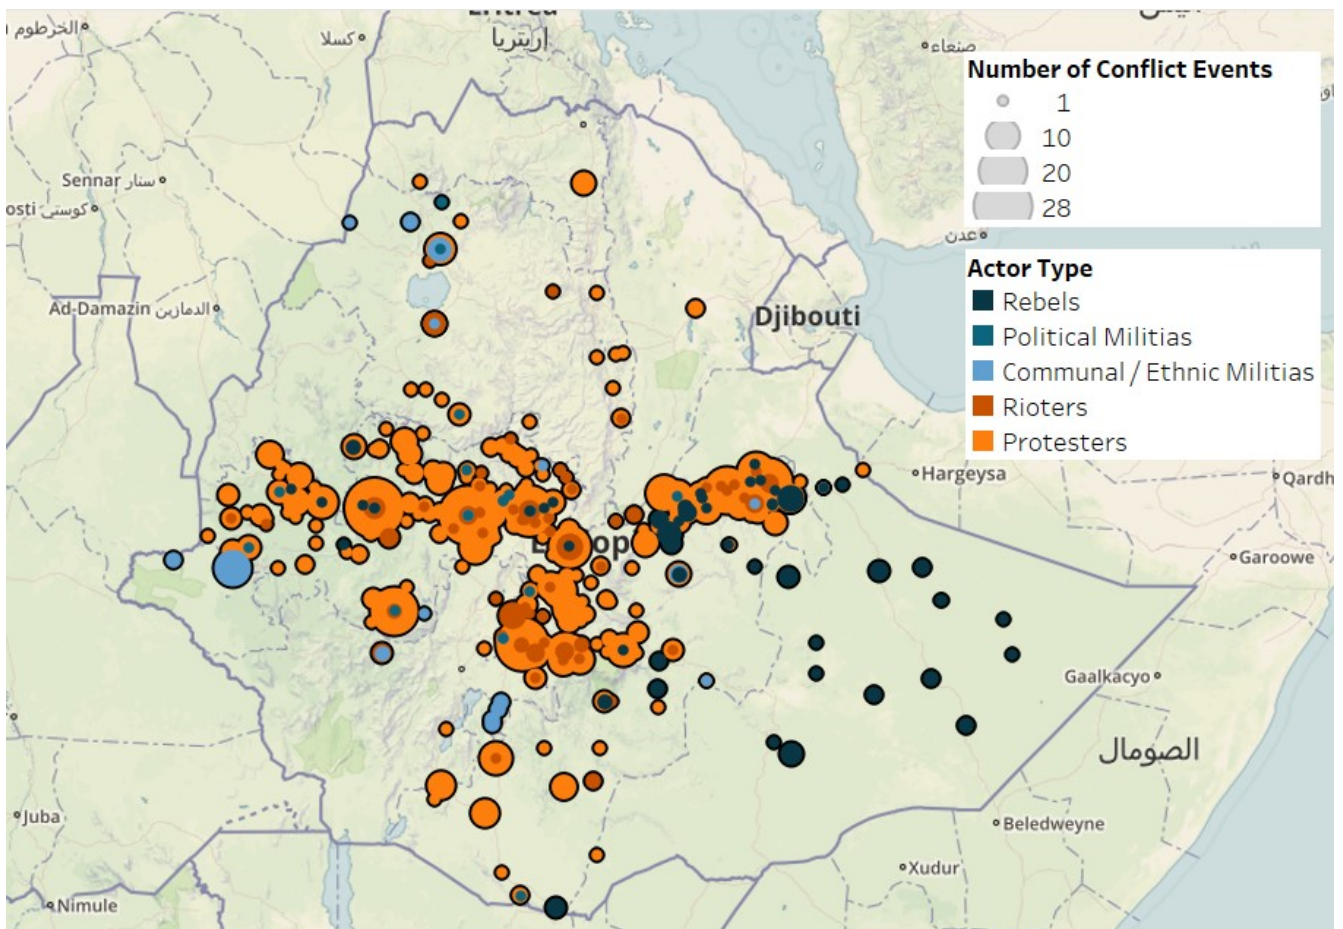 Eritrea
إريتريا
الخرطوم
كسلا
صنعاء
Number of Conflict Events
1
10
20
28
Sennar سنار
كوستي
عدن
Actor Type
Rebels
Political Militias
Communal / Ethnic Militias
Rioters
Protesters
Ad-Damazin الدمازين
Djibouti
Hargeysa
Qardh
Garoowe
Gaalkacyo
الصومال
Juba
Beledweyne
Xudur
Nimule